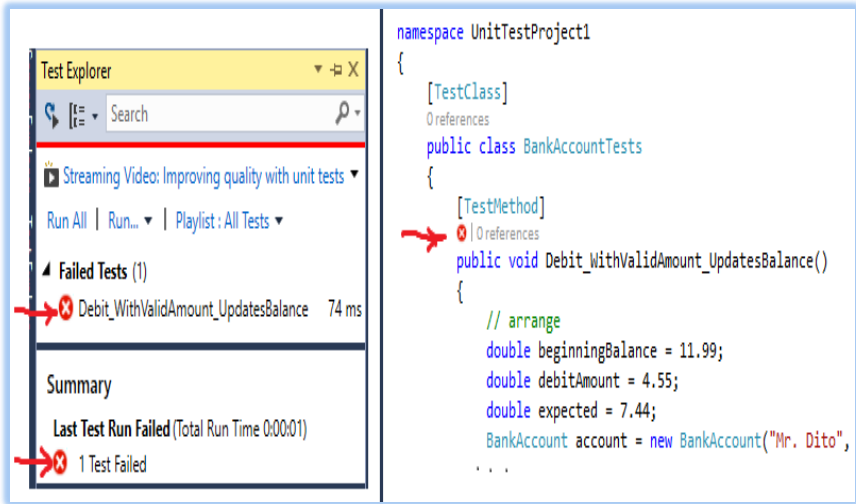 Test Explorer
Search
Streaming Video: Improving quality with unit tests
Run All | Run... | Playlist : All Tests
Failed Tests (1)
Debit_WithValidAmount_UpdatesBalance 74 ms
Summary
Last Test Run Failed (Total Run Time 0:00:01)
1 Test Failed
namespace UnitTestProject1
{
[TestClass]
0 references
public class BankAccountTests
{
[TestMethod]
| 0 references
public void Debit_WithValidAmount_UpdatesBalance()
{
// arrange
double beginningBalance = 11.99;
double debitAmount = 4.55;
double expected = 7.44;
BankAccount account = new BankAccount("Mr. Dito",
. . .